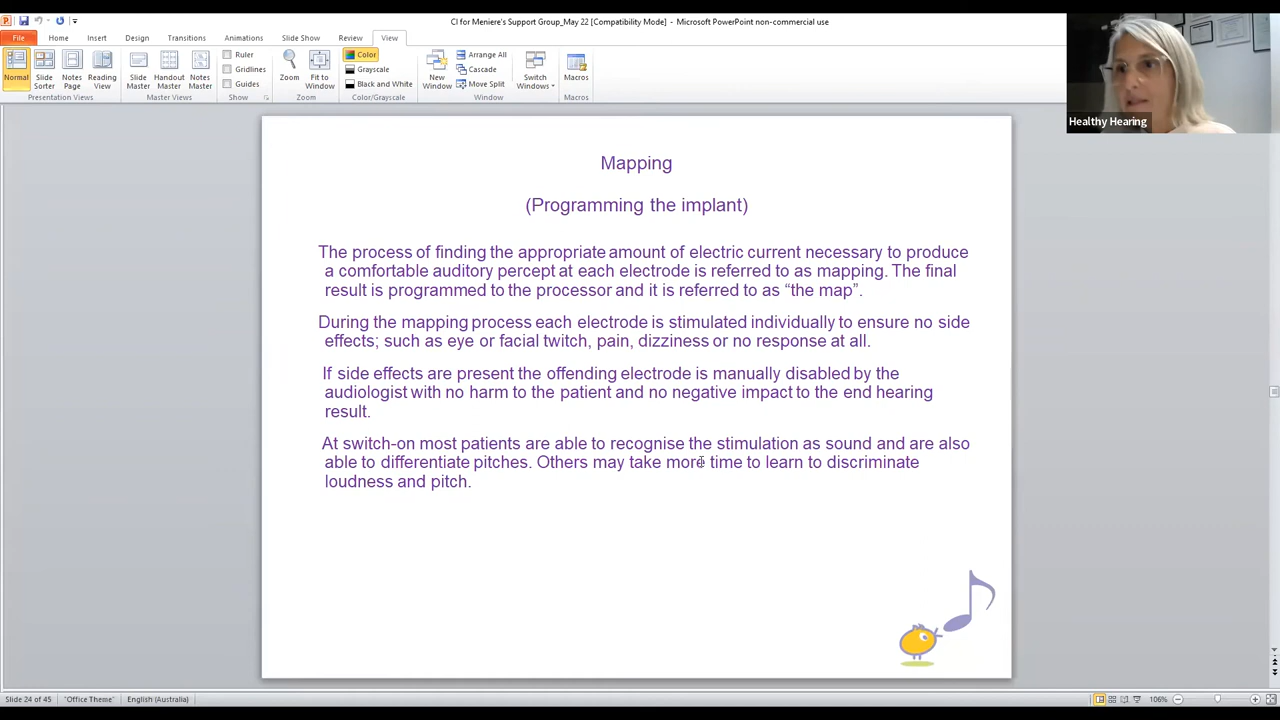 CI for Meniere's Support Group_May 22 [Compatibility Mode] - Microsoft PowerPoint non-commercial use
File Home Insert Design Transitions Animations Slide Show Review View
Normal
Slide Sorter
Notes Page
Reading View
Presentation Views
Slide Master
Handout Master
Notes Master
Master Views
Ruler
Gridlines
Guides
Show
Zoom
Fit to Window
Zoom
Color
Grayscale
Black and White
Color/Grayscale
New Window
Arrange All
Cascade
Move Split
Switch Windows
Window
Macros
Macros
Healthy Hearing
Mapping
(Programming the implant)
The process of finding the appropriate amount of electric current necessary to produce
a comfortable auditory percept at each electrode is referred to as mapping. The final
result is programmed to the processor and it is referred to as “the map”.
During the mapping process each electrode is stimulated individually to ensure no side
effects; such as eye or facial twitch, pain, dizziness or no response at all.
If side effects are present the offending electrode is manually disabled by the
audiologist with no harm to the patient and no negative impact to the end hearing
result.
At switch-on most patients are able to recognise the stimulation as sound and are also
able to differentiate pitches. Others may take more time to learn to discriminate
loudness and pitch.
Slide 24 of 45 "Office Theme" English (Australia) 106%